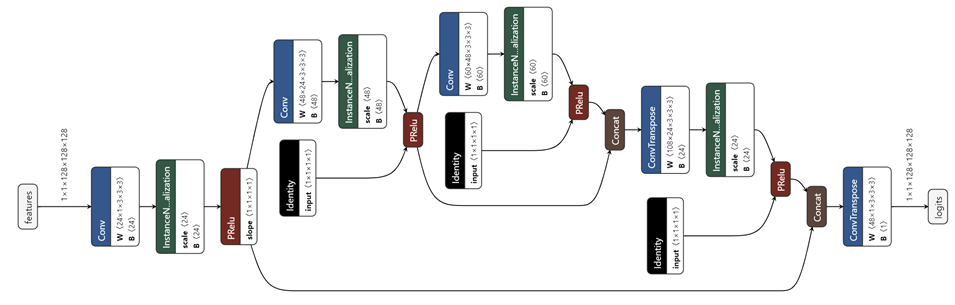 features
1×1×128×128×128
Conv
W ⟨24×1×3×3×3⟩
B ⟨24⟩
InstanceN...alization
scale ⟨24⟩
B ⟨24⟩
PRelu
slope ⟨1×1×1×1⟩
Conv
W ⟨48×24×3×3×3⟩
B ⟨48⟩
InstanceN...alization
scale ⟨48⟩
B ⟨48⟩
Identity
input ⟨1×1×1×1⟩
PRelu
Conv
W ⟨60×48×3×3×3⟩
B ⟨60⟩
InstanceN...alization
scale ⟨60⟩
B ⟨60⟩
Identity
input ⟨1×1×1×1⟩
PRelu
Concat
ConvTranspose
W ⟨108×24×3×3×3⟩
B ⟨24⟩
InstanceN...alization
scale ⟨24⟩
B ⟨24⟩
Identity
input ⟨1×1×1×1⟩
PRelu
Concat
ConvTranspose
W ⟨48×1×3×3×3⟩
B ⟨1⟩
1×1×128×128×128
logits